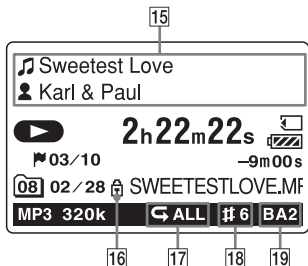 15
Sweetest Love
Karl & Paul
2h22m22s
03/10
-9m00s
08 02/28 SWEETESTLOVE.MF
MP3 320k ALL ♯6 BA2
16 17 18 19